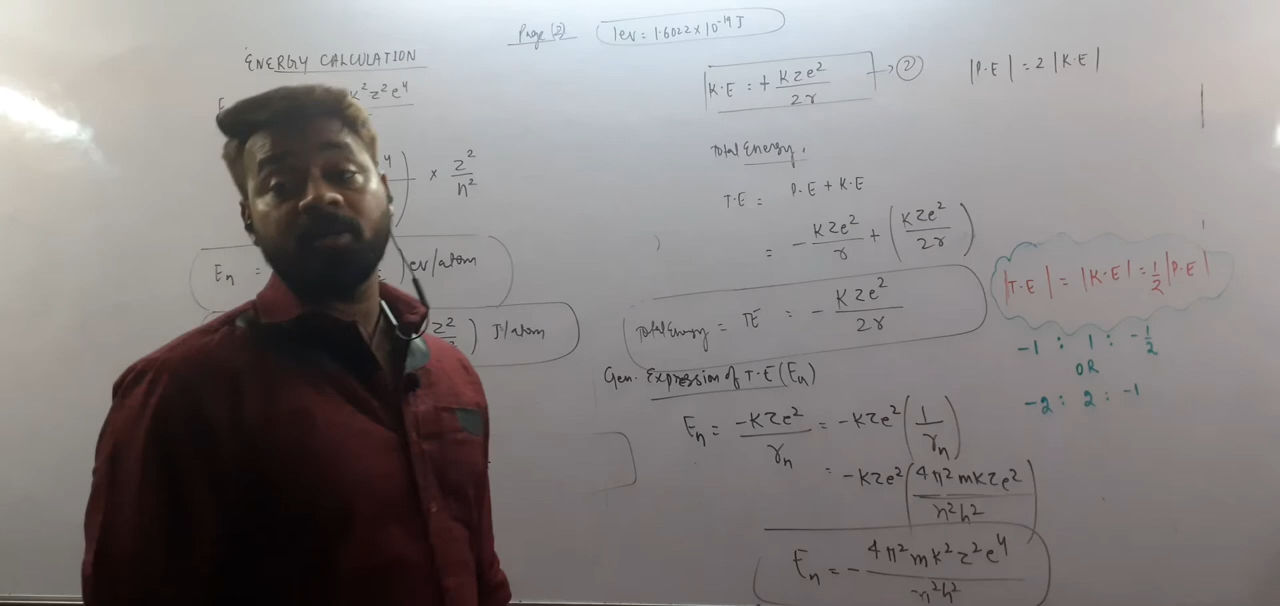 Page (2)
1ev = 1.6022 x 10^-19 J
ENERGY CALCULATION
E
k²z²e⁴
4 ) × z²/n²
En =
= ) ev/atom
z² ) J/atom
K.E = + KZe²/2r → (2)
|P.E| = 2 |K.E|
Total Energy,
T.E = P.E + K.E
= - KZe²/r + (KZe²/2r)
Total Energy = TE = - KZe²/2r
|T.E| = |K.E| = 1/2 |P.E|
-1 : 1 : -1/2
OR
-2 : 2 : -1
Gen. Expression of T.E (En)
En = -KZe²/rn = -KZe² (1/rn)
= -KZe² (4π²mKZe²/n²h²)
En = - 4π²mk²z²e⁴/n²h²